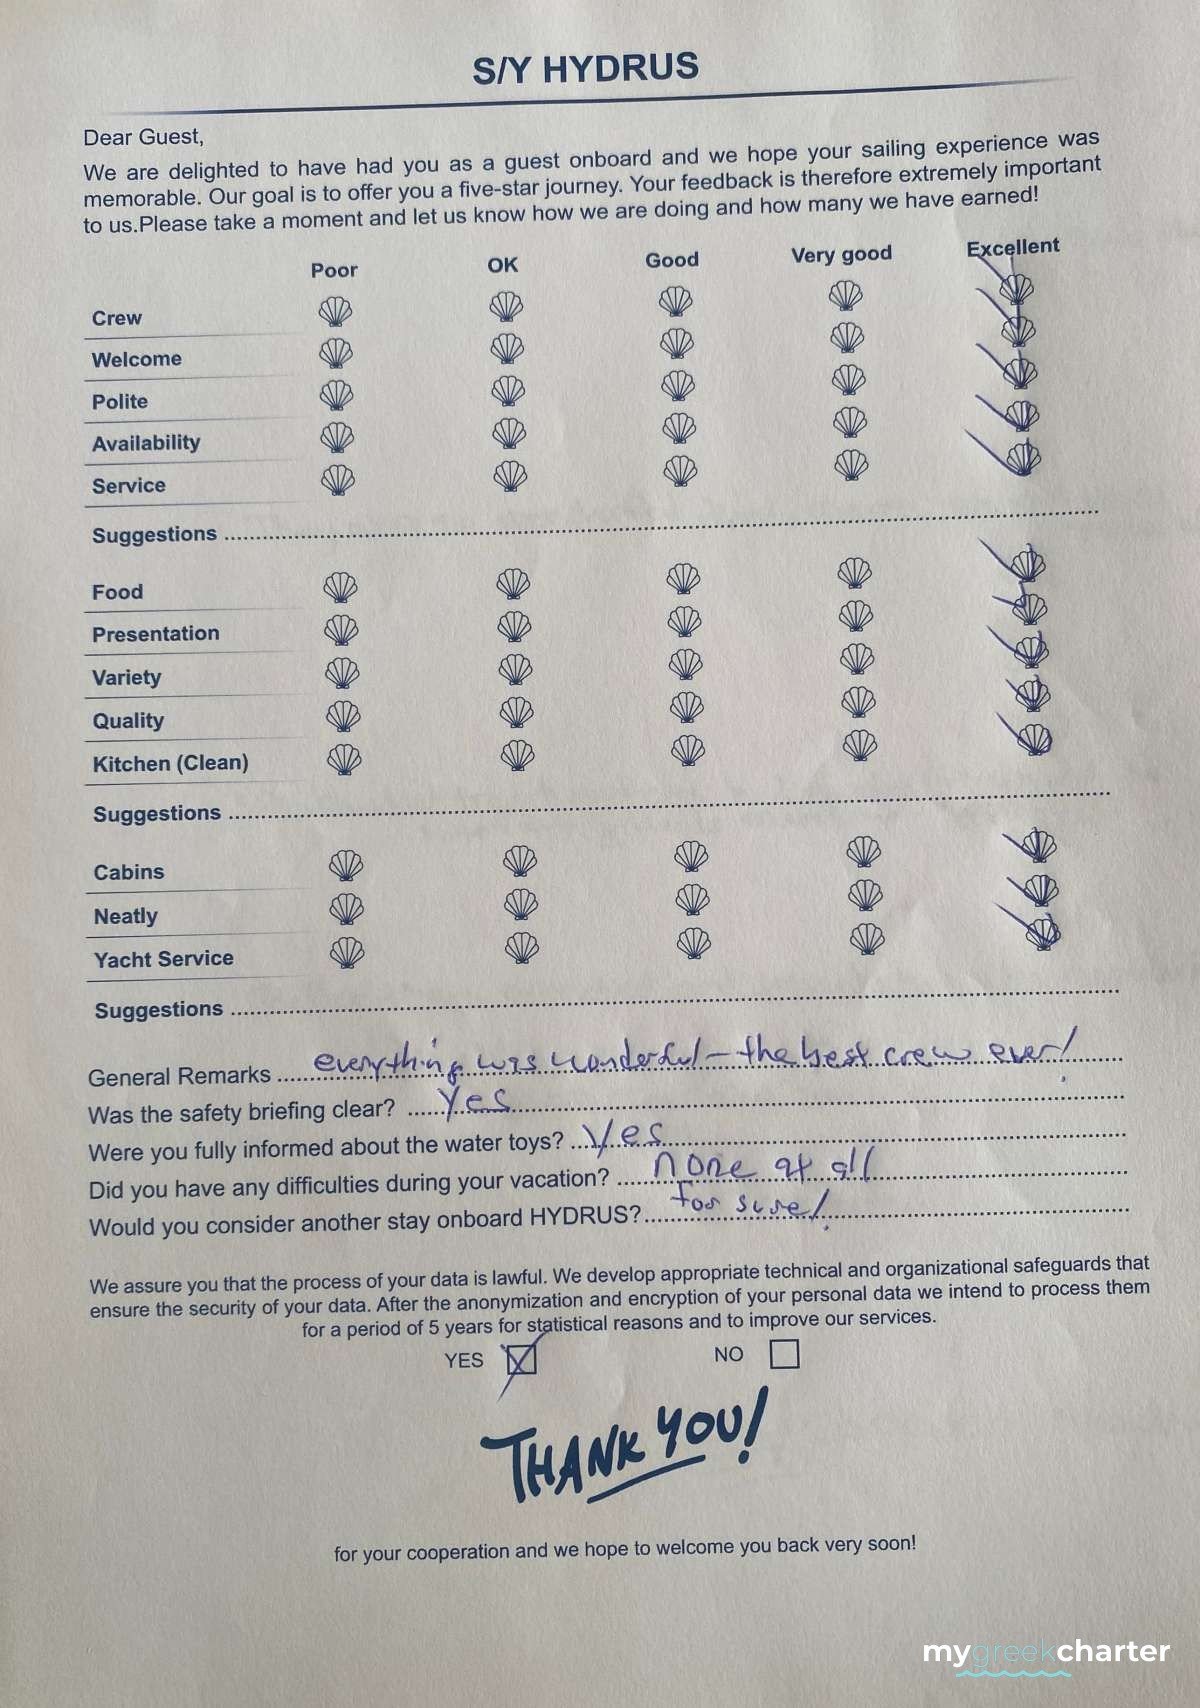 S/Y HYDRUS
Dear Guest,
We are delighted to have had you as a guest onboard and we hope your sailing experience was
memorable. Our goal is to offer you a five-star journey. Your feedback is therefore extremely important
to us.Please take a moment and let us know how we are doing and how many we have earned!
Poor OK Good Very good Excellent
Crew
Welcome
Polite
Availability
Service
Suggestions
Food
Presentation
Variety
Quality
Kitchen (Clean)
Suggestions
Cabins
Neatly
Yacht Service
Suggestions
General Remarks everything was wonderful – the best crew ever!
Was the safety briefing clear? Yes
Were you fully informed about the water toys? Yes
Did you have any difficulties during your vacation? none at all
Would you consider another stay onboard HYDRUS? for sure!
We assure you that the process of your data is lawful. We develop appropriate technical and organizational safeguards that
ensure the security of your data. After the anonymization and encryption of your personal data we intend to process them
for a period of 5 years for statistical reasons and to improve our services.
YES NO
THANK YOU!
for your cooperation and we hope to welcome you back very soon!
mygreekcharter